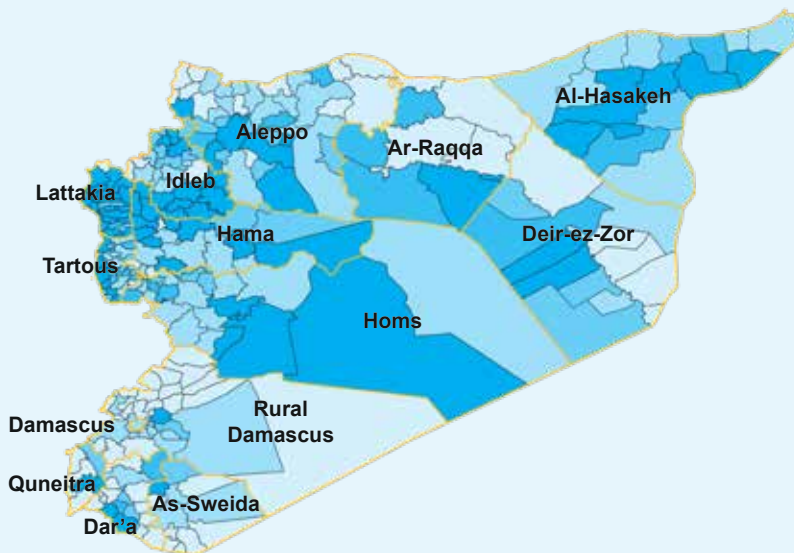 Al-Hasakeh
Aleppo
Ar-Raqqa
Idleb
Lattakia
Hama
Deir-ez-Zor
Tartous
Homs
Rural
Damascus
Damascus
Quneitra
As-Sweida
Dar'a